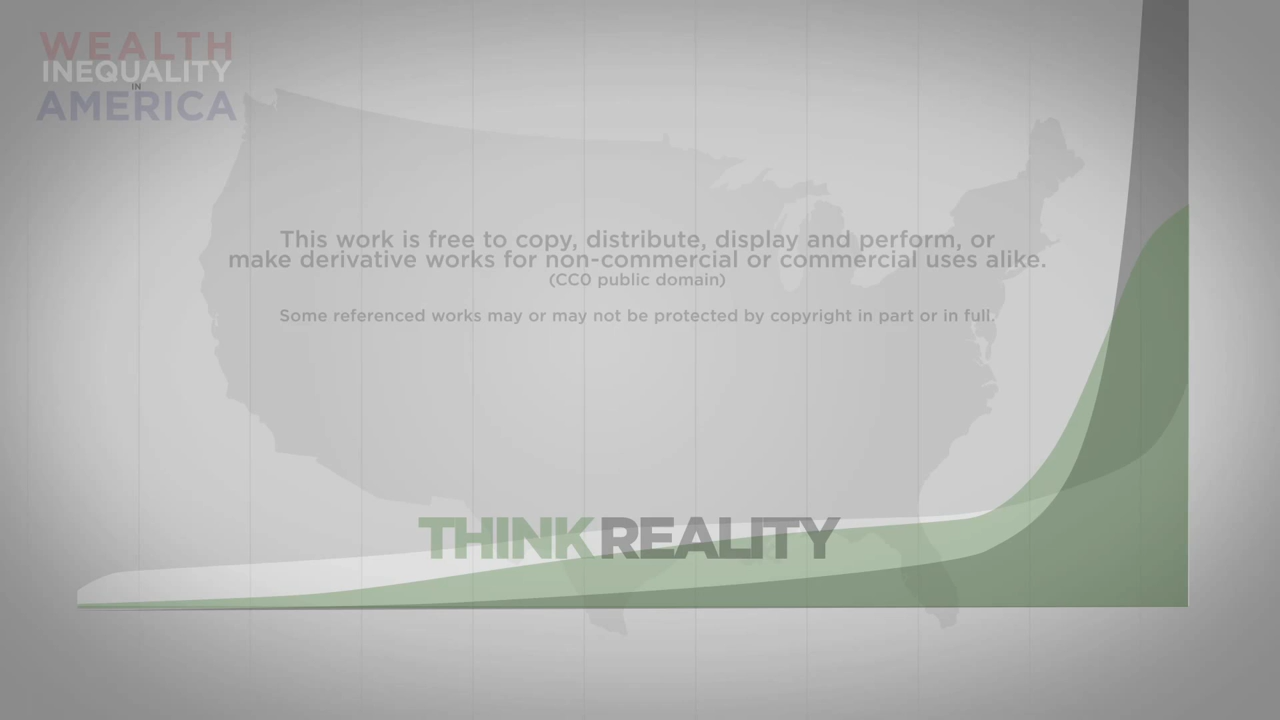 WEALTH
INEQUALITY
IN
AMERICA
This work is free to copy, distribute, display and perform, or
make derivative works for non-commercial or commercial uses alike.
(CC0 public domain)
Some referenced works may or may not be protected by copyright in part or in full.
THINKREALITY